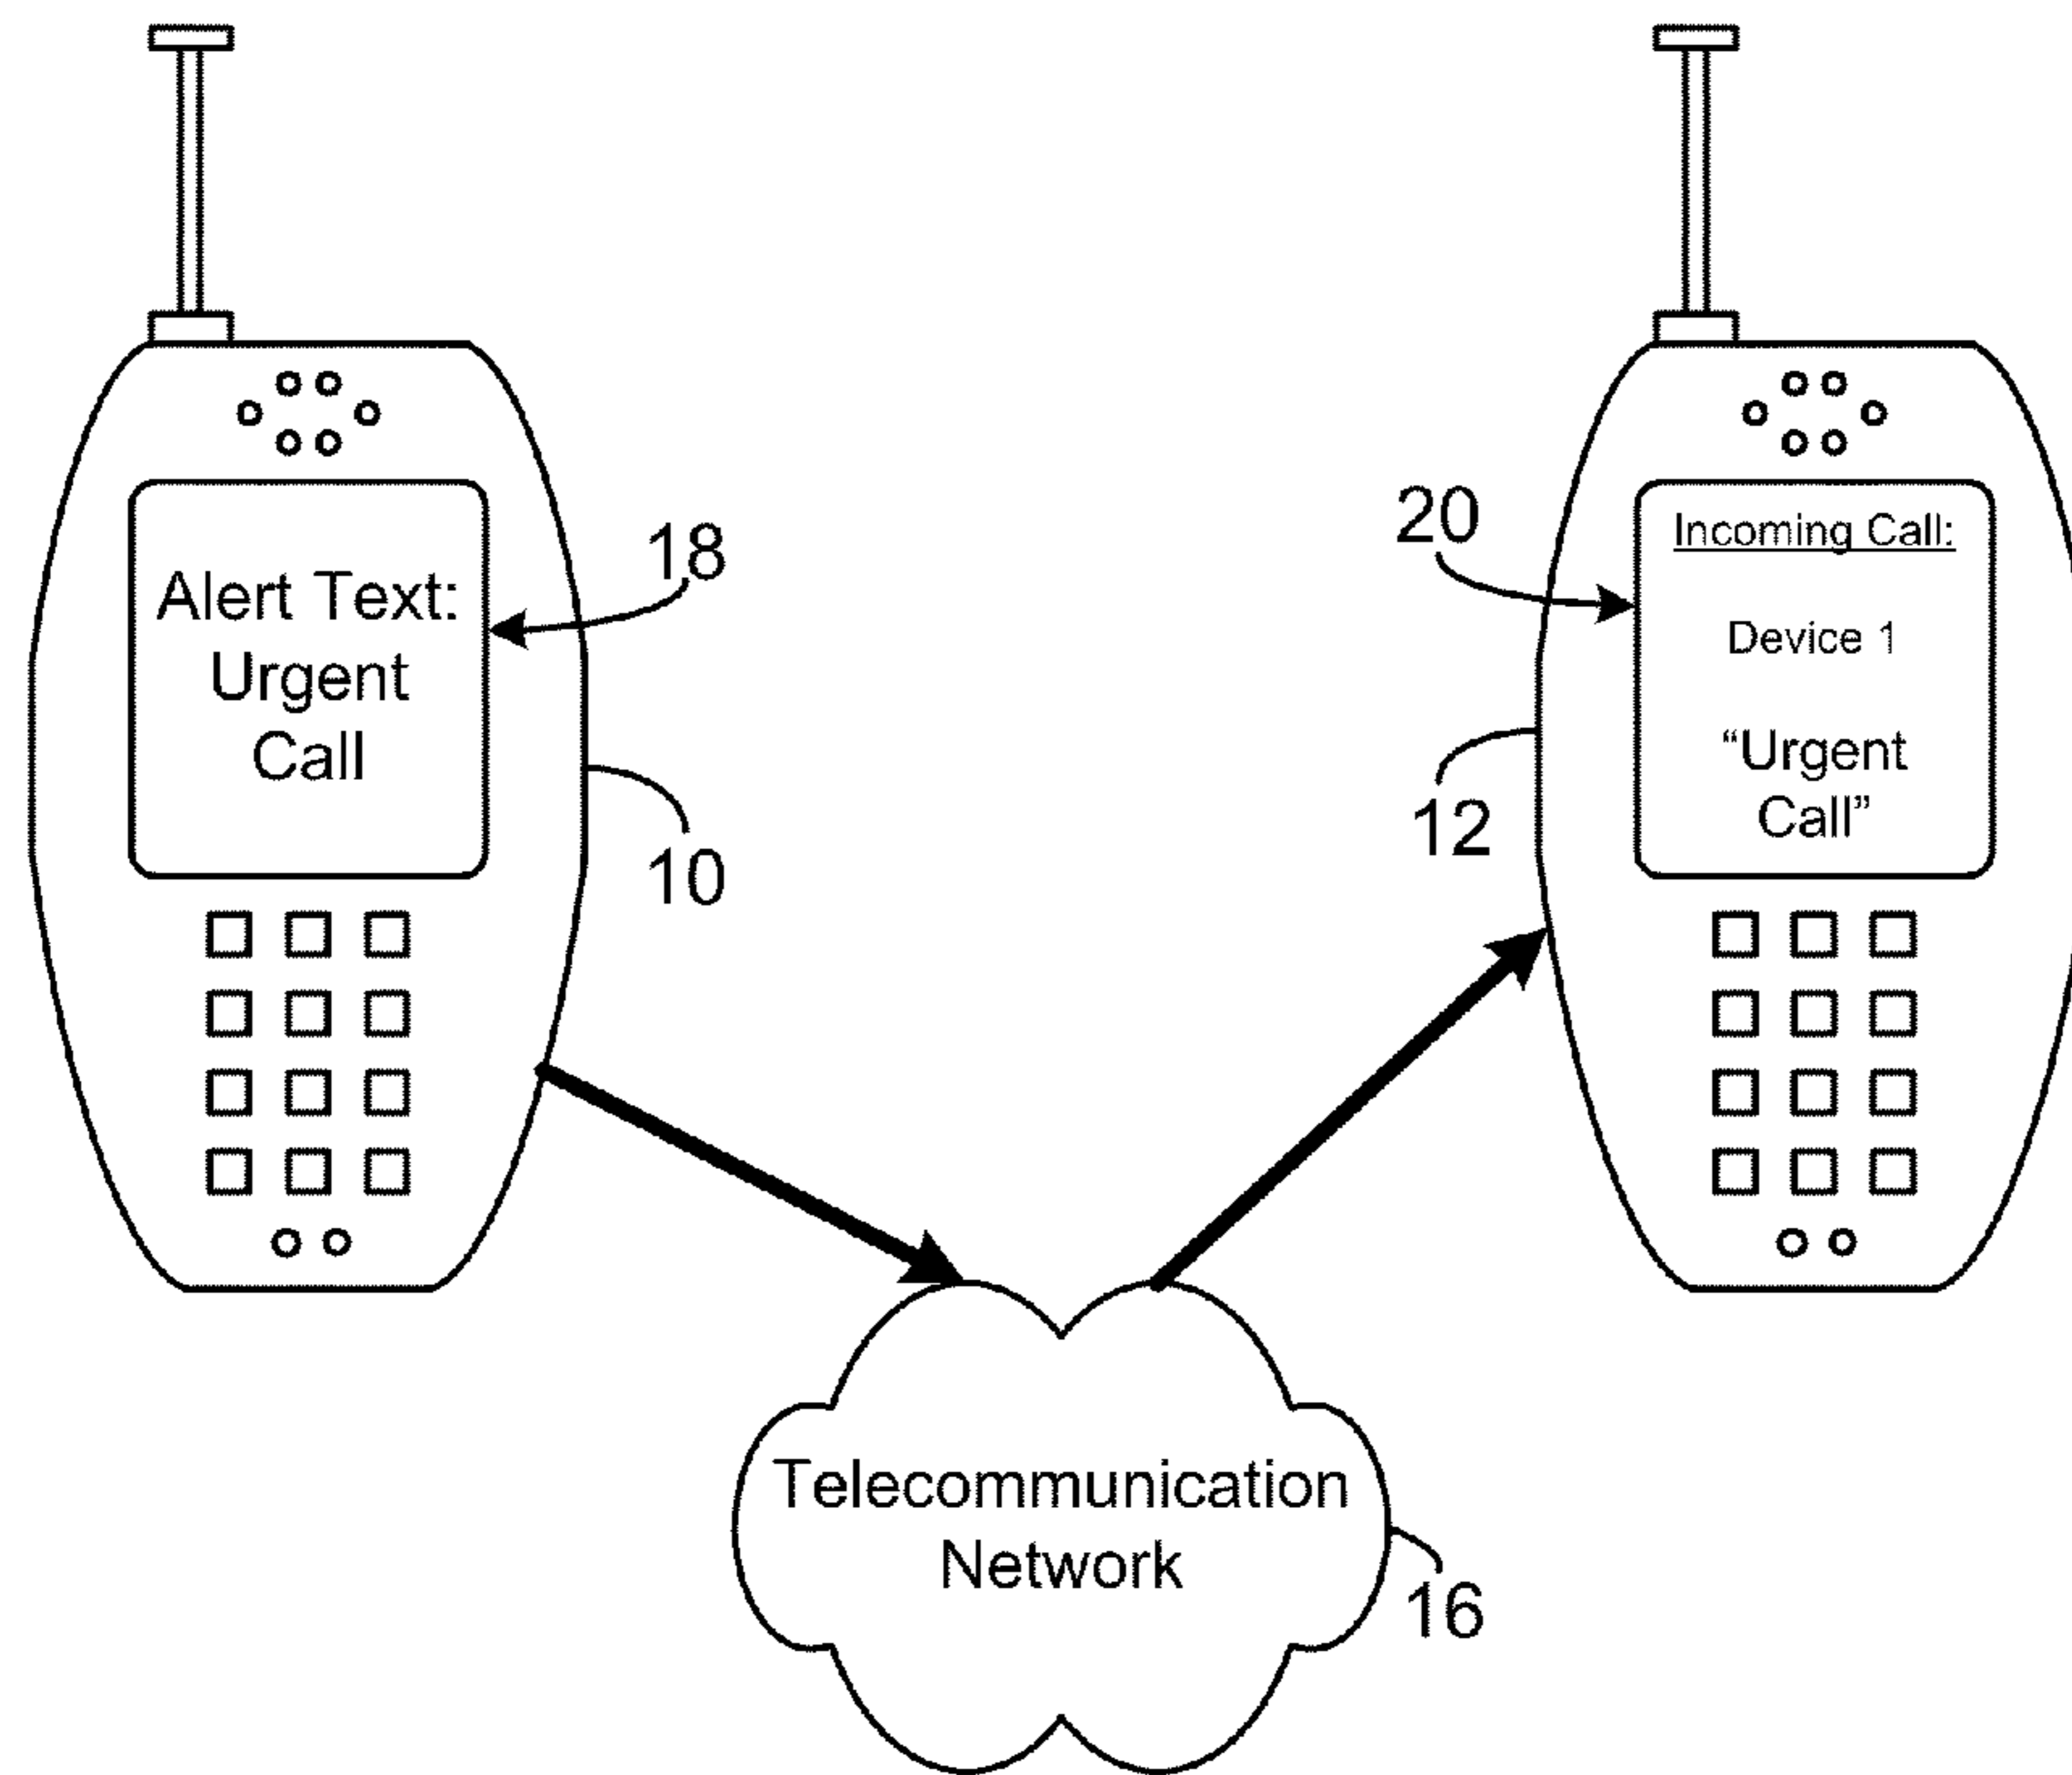 18
Alert Text:
Urgent
Call
10
20
Incoming Call:
Device 1
“Urgent
Call”
12
Telecommunication
Network
16